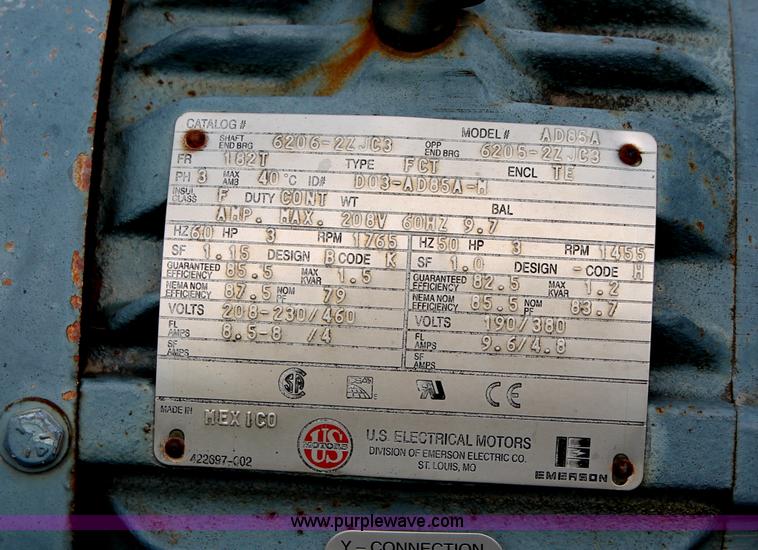 CATALOG # MODEL # AD85A
SHAFT END BRG 6206-2ZJC3 OPP END BRG 6205-2ZJC3
FR 182T TYPE FCT ENCL TE
PH 3 MAX AMB 40°C ID# D03-AD85A-M
INSUL CLASS F DUTY CONT WT BAL
AMP. MAX. 208V 60HZ 9.7
HZ 60 HP 3 RPM 1765 HZ 50 HP 3 RPM 1455
SF 1.15 DESIGN B CODE K SF 1.0 DESIGN - CODE H
GUARANTEED EFFICIENCY 85.5 MAX KVAR 1.5 GUARANTEED EFFICIENCY 82.5 MAX KVAR 1.2
NEMA NOM EFFICIENCY 87.5 NOM PF 79 NEMA NOM EFFICIENCY 85.5 NOM PF 83.7
VOLTS 208-230/460 VOLTS 190/380
FL AMPS 8.5-8 /4 FL AMPS 9.6/4.8
SF AMPS SF AMPS
SA CE
MADE IN MEXICO
US MOTORS
U.S. ELECTRICAL MOTORS
DIVISION OF EMERSON ELECTRIC CO.
ST. LOUIS, MO
EMERSON
422697-002
www.purplewave.com
Y - CONNECTION